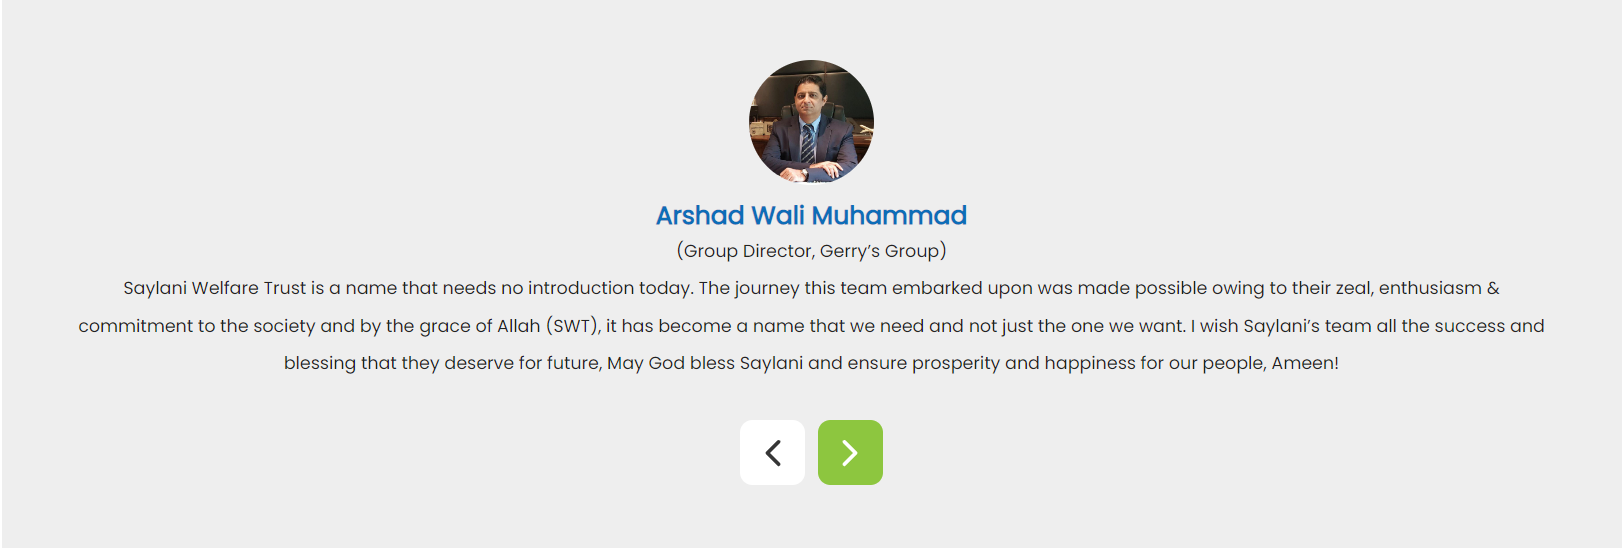 Arshad Wali Muhammad
(Group Director, Gerry’s Group)
Saylani Welfare Trust is a name that needs no introduction today. The journey this team embarked upon was made possible owing to their zeal, enthusiasm &
commitment to the society and by the grace of Allah (SWT), it has become a name that we need and not just the one we want. I wish Saylani’s team all the success and
blessing that they deserve for future, May God bless Saylani and ensure prosperity and happiness for our people, Ameen!